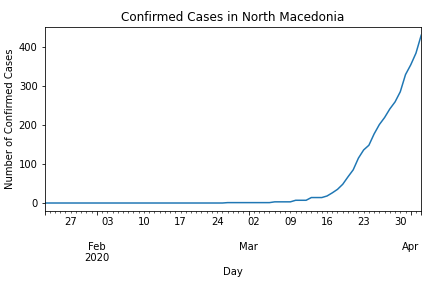 Confirmed Cases in North Macedonia
Number of Confirmed Cases
400
300
200
100
0
27 03 10 17 24 02 09 16 23 30
Feb Mar Apr
2020
Day